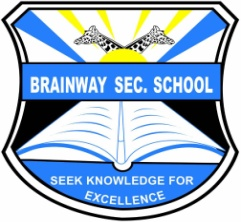 BRAINWAY SEC. SCHOOL
SEEK KNOWLEDGE FOR
EXCELLENCE